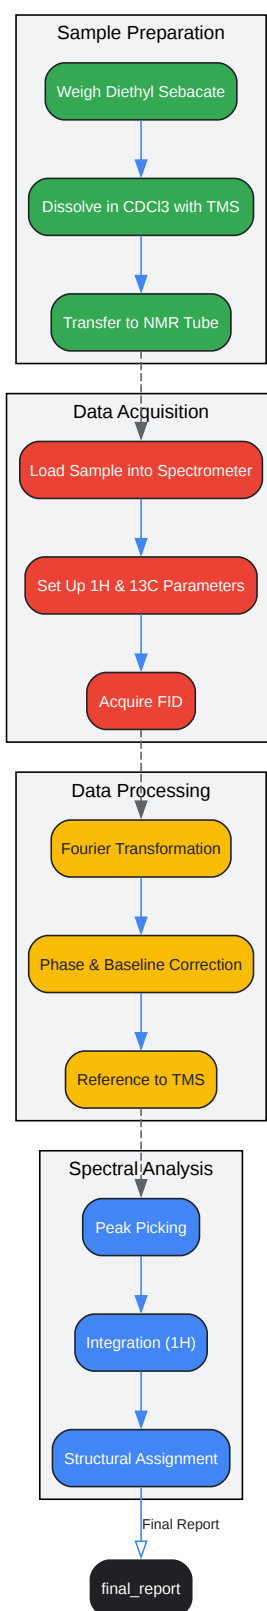 Sample Preparation
Weigh Diethyl Sebacate
Dissolve in CDCl3 with TMS
Transfer to NMR Tube
Data Acquisition
Load Sample into Spectrometer
Set Up 1H & 13C Parameters
Acquire FID
Data Processing
Fourier Transformation
Phase & Baseline Correction
Reference to TMS
Spectral Analysis
Peak Picking
Integration (1H)
Structural Assignment
Final Report
final_report